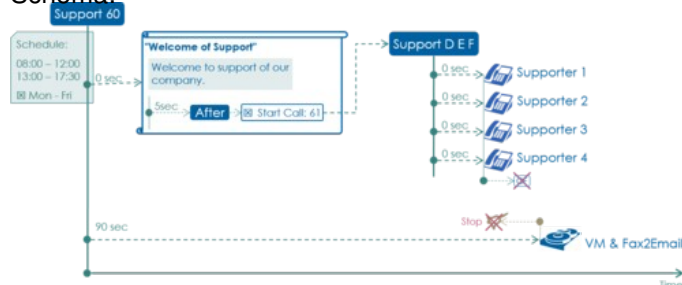 Support 60
Schedule:
08:00 – 12:00
13:00 – 17:30
☒ Mon - Fri
0 sec
"Welcome of Support"
Welcome to support of our
company.
5sec
After
☒ Start Call: 61
Support D E F
0 sec
Supporter 1
0 sec
Supporter 2
0 sec
Supporter 3
0 sec
Supporter 4
Stop
90 sec
VM & Fax2Email
Time